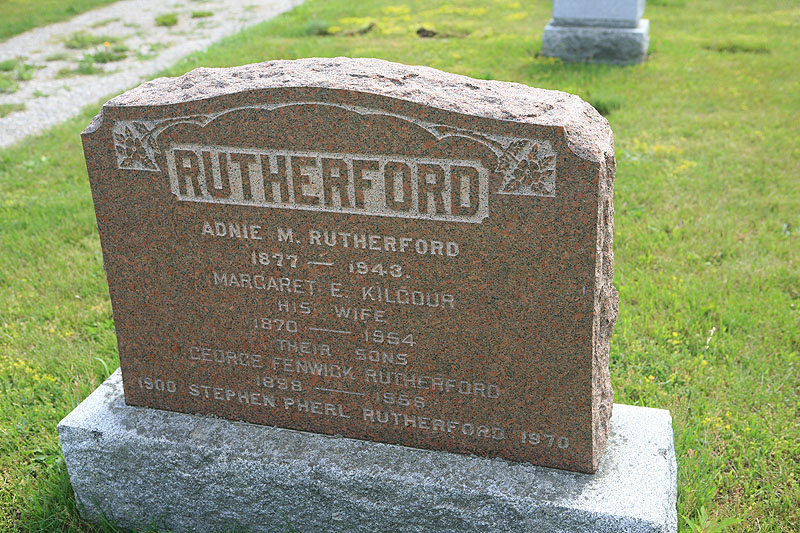 RUTHERFORD
ADNIE M. RUTHERFORD
1877 — 1943.
MARGARET E. KILGOUR
HIS WIFE
1870 — 1954
THEIR SONS
GEORGE FENWICK RUTHERFORD
1898 — 1956
1900 STEPHEN PHERL RUTHERFORD 1970